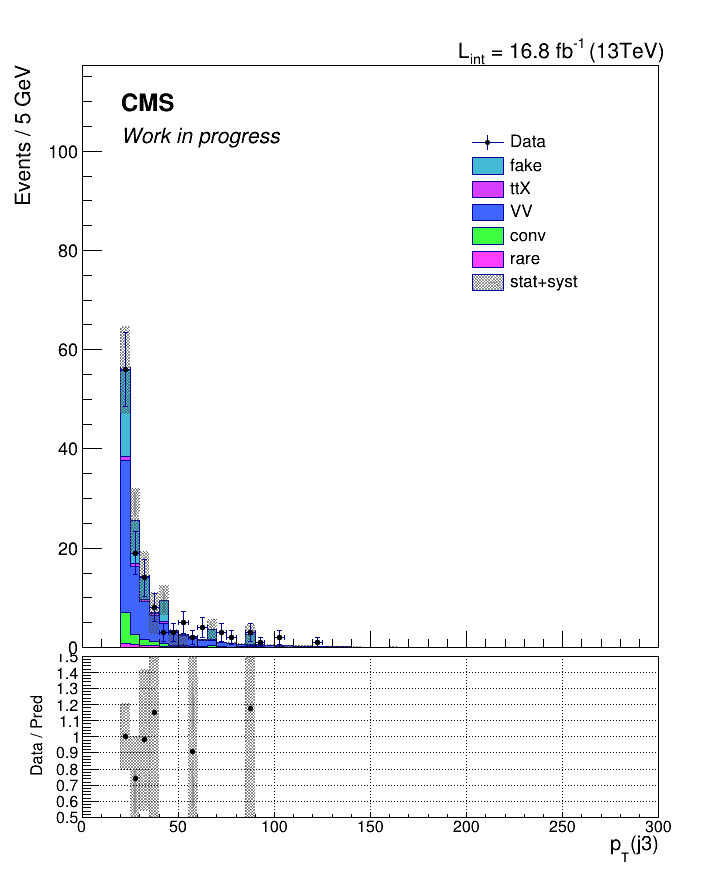 L_int = 16.8 fb^-1 (13TeV)
Events / 5 GeV
CMS
Work in progress
Data
fake
ttX
VV
conv
rare
stat+syst
100
80
60
40
20
0
Data / Pred
1.5
1.4
1.3
1.2
1.1
1
0.9
0.8
0.7
0.6
0.5
0 50 100 150 200 250 300
p_T(j3)